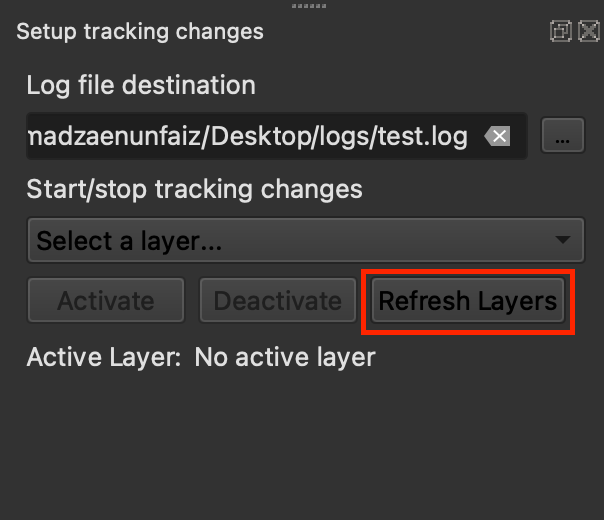 Setup tracking changes
Log file destination
madzaenunfaiz/Desktop/logs/test.log ...
Start/stop tracking changes
Select a layer...
Activate Deactivate Refresh Layers
Active Layer: No active layer